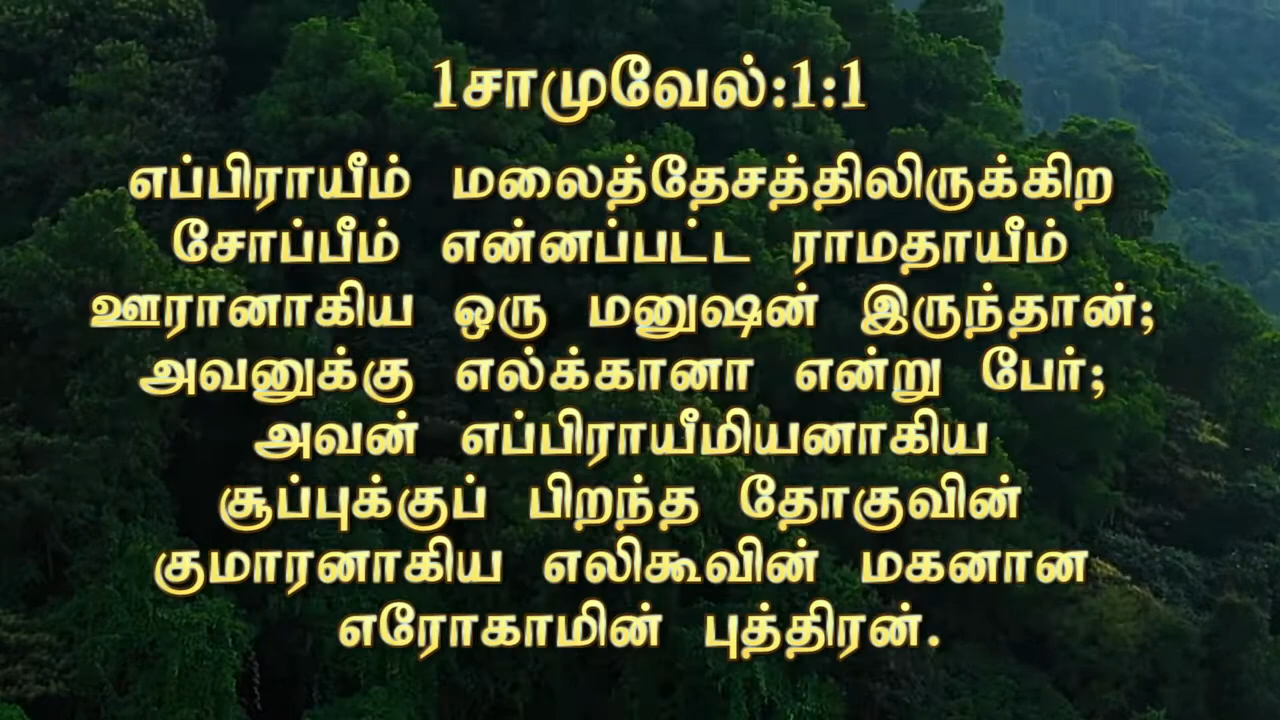 1சாமுவேல்:1:1
எப்பிராயீம் மலைத்தேசத்திலிருக்கிற
சோப்பீம் என்னப்பட்ட ராமதாயீம்
ஊரானாகிய ஒரு மனுஷன் இருந்தான்;
அவனுக்கு எல்க்கானா என்று பேர்;
அவன் எப்பிராயீமியனாகிய
சூப்புக்குப் பிறந்த தோகுவின்
குமாரனாகிய எலிகூவின் மகனான
எரோகாமின் புத்திரன்.